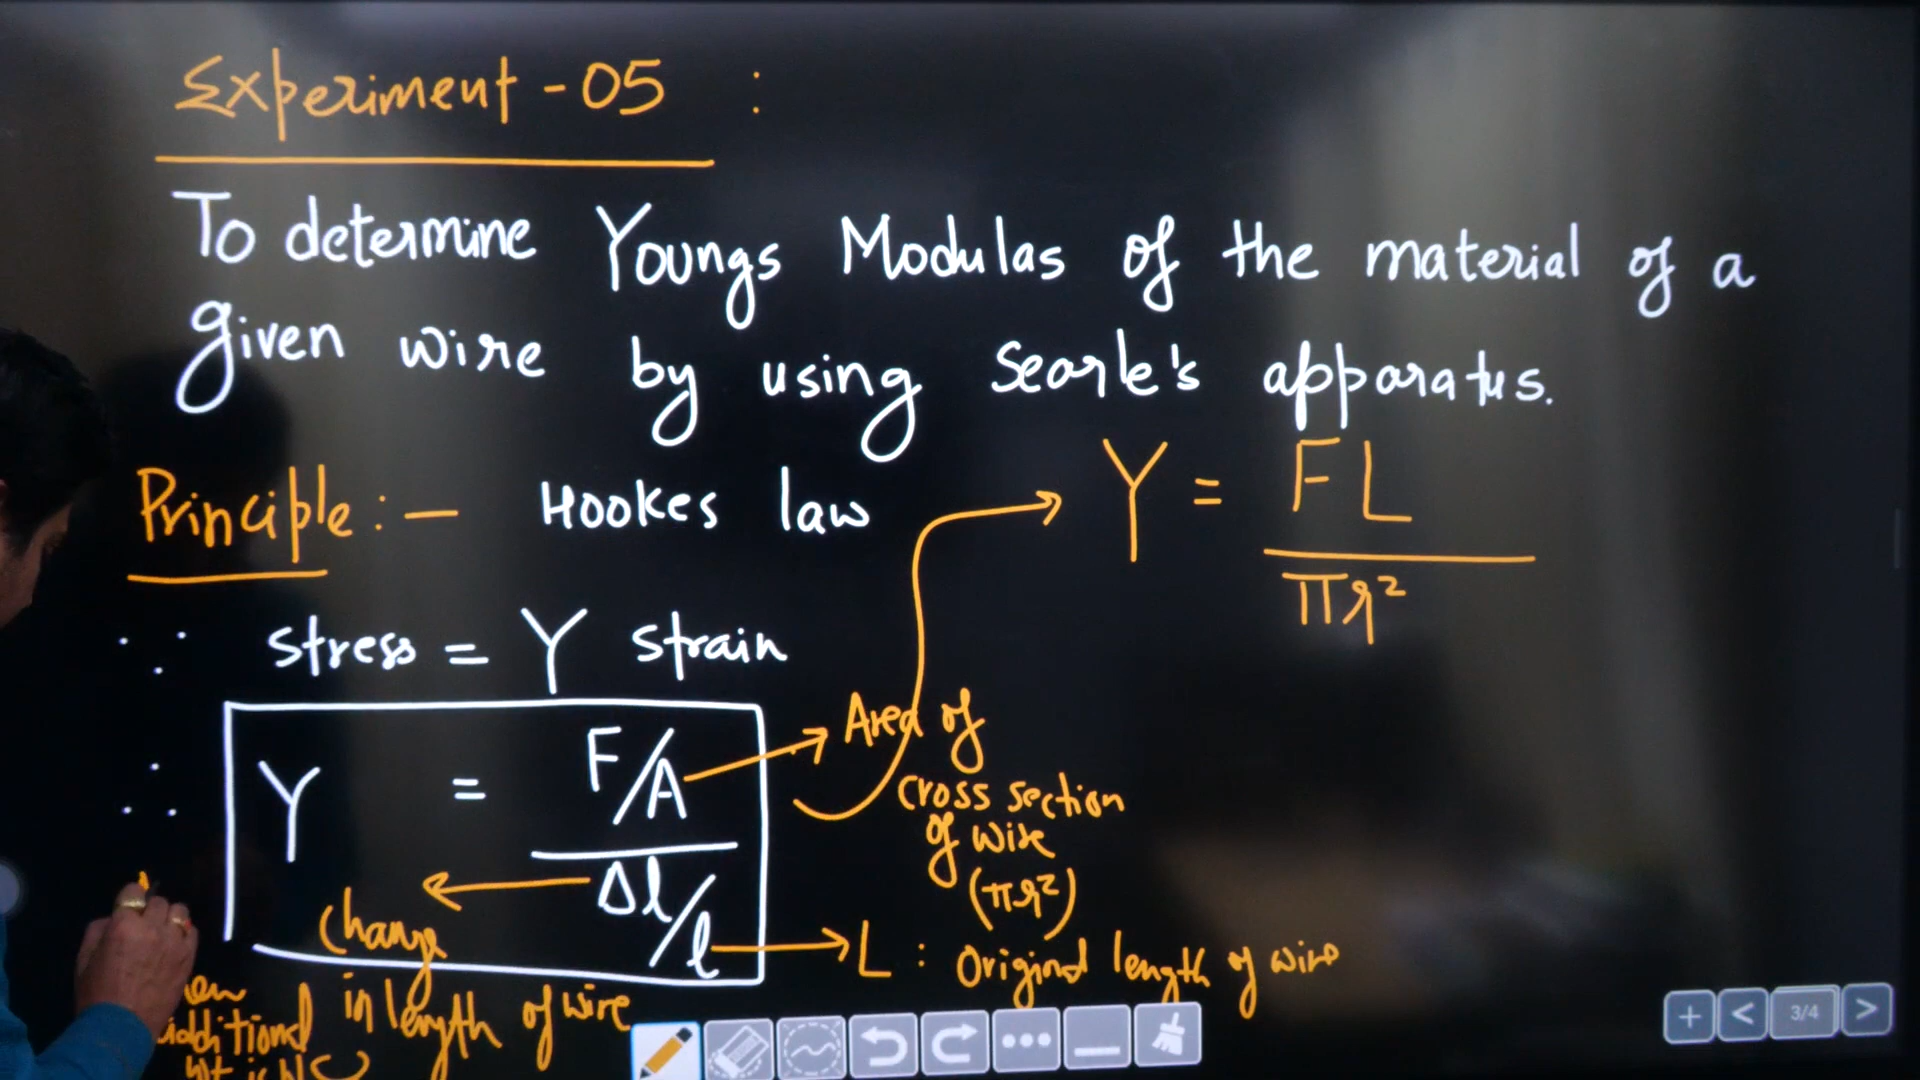 Experiment - 05 :
To determine Youngs Modulas of the material of a
given wire by using Searle's apparatus.
Principle :- Hookes law
Y = FL
πr²
∵ stress = Y strain
∴ Y = F/A
Δl/l
Area of
cross section
of wire
(πr²)
L : Original length of wire
change
in length of wire
additional
3/4